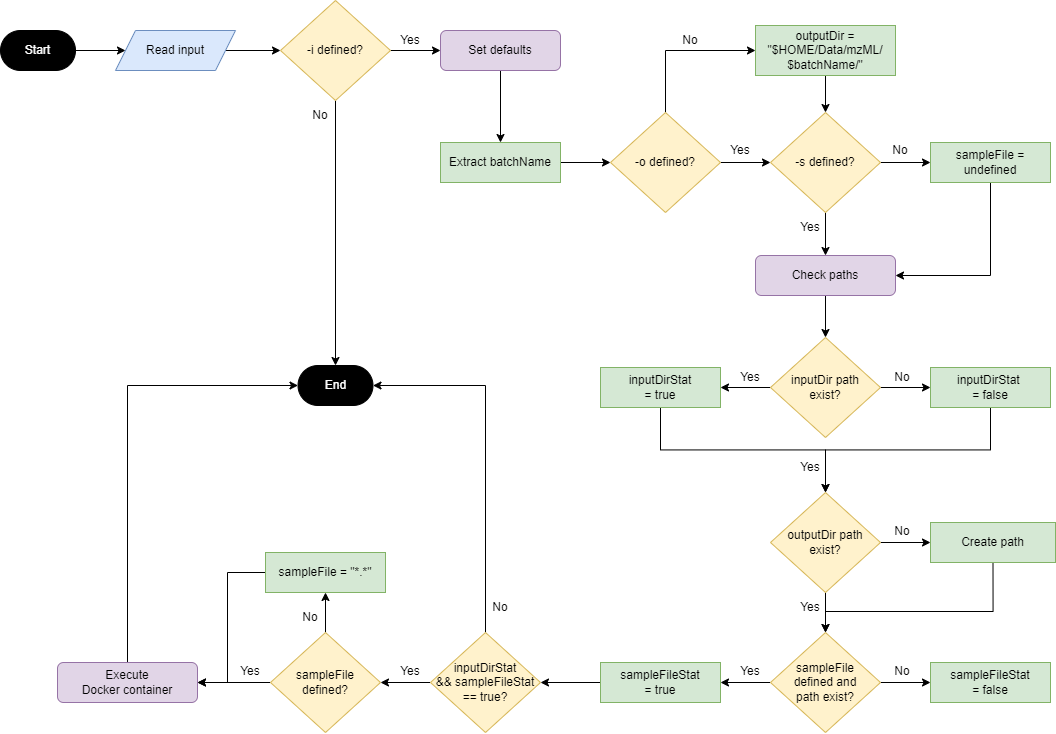 Start
Read input
-i defined?
Yes
Set defaults
No
Extract batchName
-o defined?
No
outputDir =
"$HOME/Data/mzML/
$batchName/"
Yes
-s defined?
No
sampleFile =
undefined
Yes
Check paths
inputDir path
exist?
Yes
inputDirStat
= true
No
inputDirStat
= false
Yes
outputDir path
exist?
No
Create path
Yes
sampleFile
defined and
path exist?
No
sampleFileStat
= false
Yes
sampleFileStat
= true
inputDirStat
&& sampleFileStat
== true?
No
Yes
sampleFile
defined?
No
sampleFile = "*.*"
Yes
Execute
Docker container
End